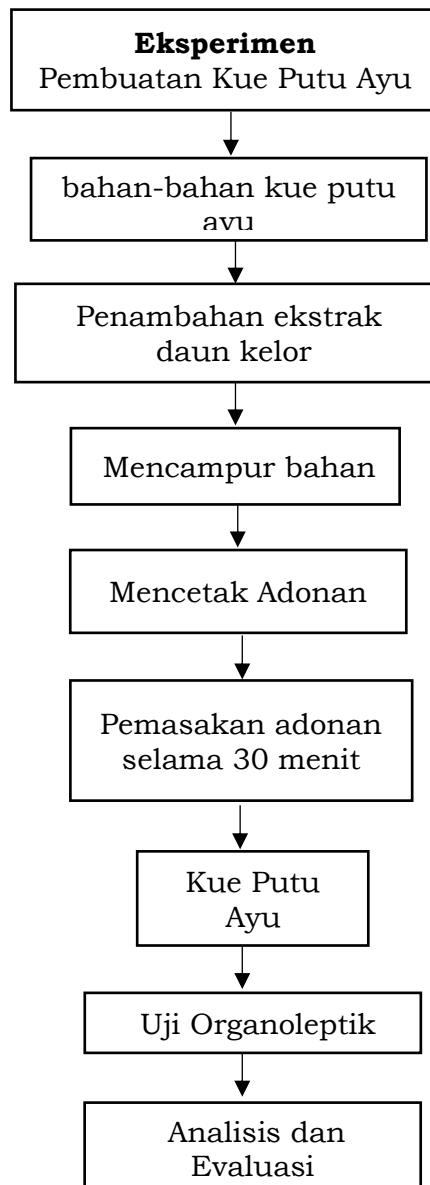 Eksperimen
Pembuatan Kue Putu Ayu
bahan-bahan kue putu
ayu
Penambahan ekstrak
daun kelor
Mencampur bahan
Mencetak Adonan
Pemasakan adonan
selama 30 menit
Kue Putu
Ayu
Uji Organoleptik
Analisis dan
Evaluasi